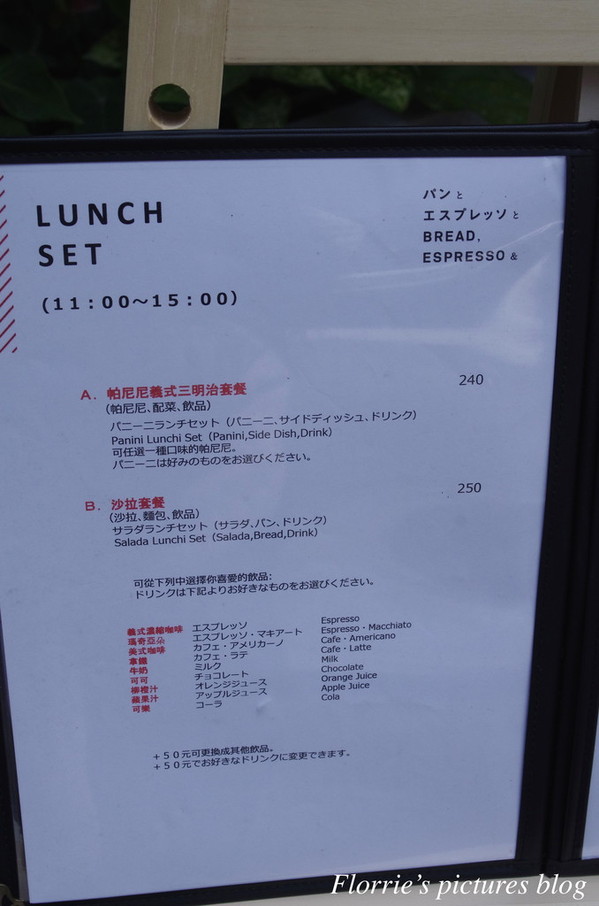 LUNCH
SET
(11：00～15：00)
パンと
エスプレッソと
BREAD,
ESPRESSO &
A. 帕尼尼義式三明治套餐 240
(帕尼尼、配菜、飲品)
パニーニランチセット (パニーニ、サイドディッシュ、ドリンク)
Panini Lunchi Set (Panini,Side Dish,Drink)
可任選一種口味的帕尼尼。
パニーニは好みのものをお選びください。
B. 沙拉套餐 250
(沙拉、麵包、飲品)
サラダランチセット (サラダ、パン、ドリンク)
Salada Lunchi Set (Salada,Bread,Drink)
可從下列中選擇你喜愛的飲品:
ドリンクは下記よりお好きなものをお選びください。
義式濃縮咖啡 エスプレッソ Espresso
瑪奇亞朵 エスプレッソ・マキアート Espresso・Macchiato
美式咖啡 カフェ・アメリカーノ Cafe・Americano
拿鐵 カフェ・ラテ Cafe・Latte
牛奶 ミルク Milk
可可 チョコレート Chocolate
柳橙汁 オレンジジュース Orange Juice
蘋果汁 アップルジュース Apple Juice
可樂 コーラ Cola
＋５０元可更換成其他飲品。
＋５０元でお好きなドリンクに変更できます。
Florrie's pictures blog